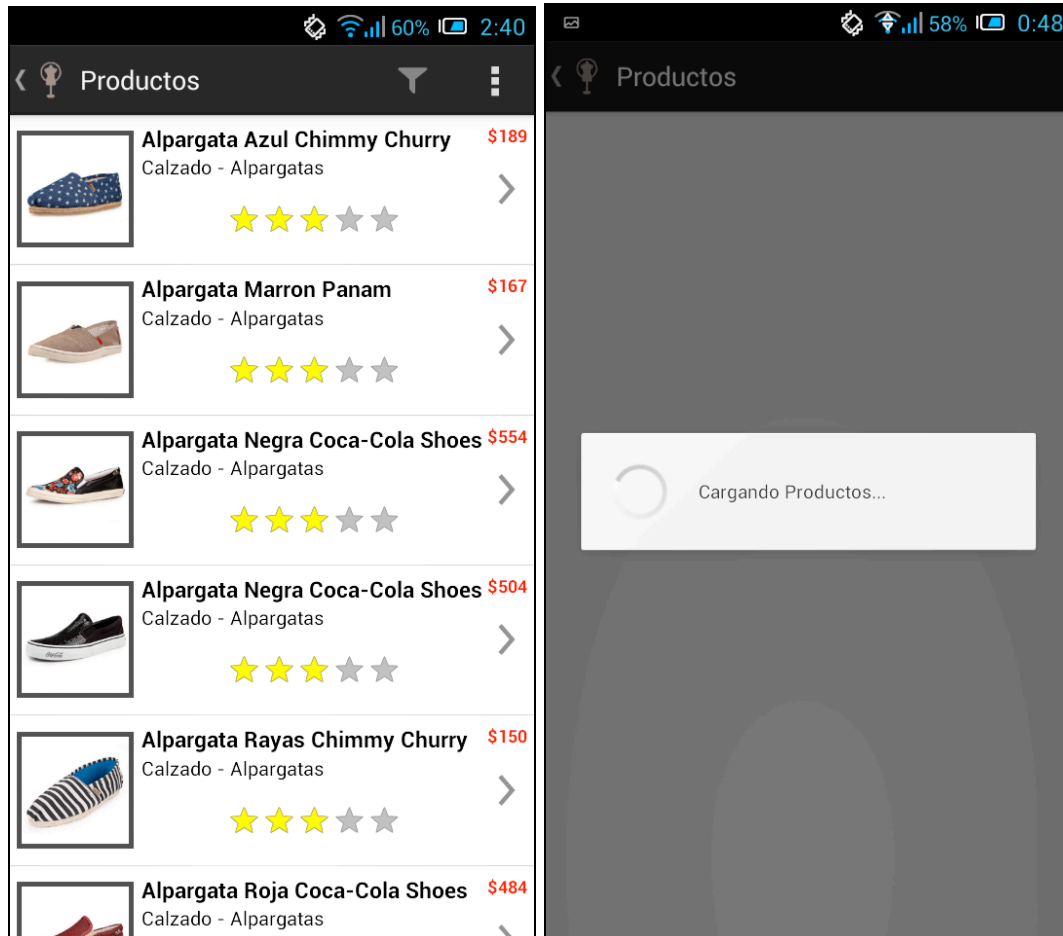 60% 2:40
Productos
Alpargata Azul Chimmy Churry $189
Calzado - Alpargatas
Alpargata Marron Panam $167
Calzado - Alpargatas
Alpargata Negra Coca-Cola Shoes $554
Calzado - Alpargatas
Alpargata Negra Coca-Cola Shoes $504
Calzado - Alpargatas
Alpargata Rayas Chimmy Churry $150
Calzado - Alpargatas
Alpargata Roja Coca-Cola Shoes $484
Calzado - Alpargatas
58% 0:48
Productos
Cargando Productos...